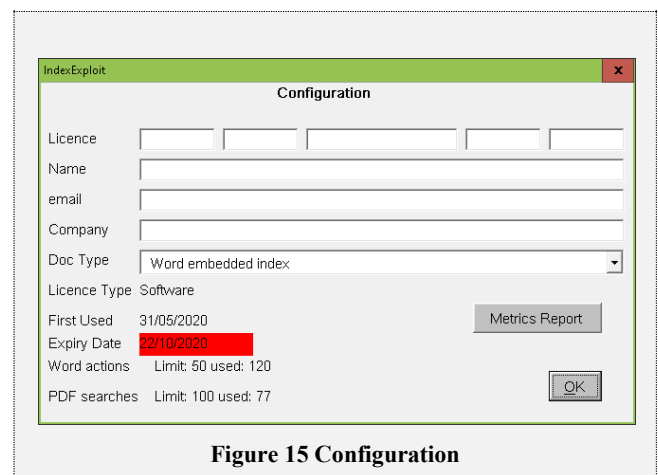 IndexExploit x
Configuration
Licence
Name
email
Company
Doc Type Word embedded index
Licence Type Software
First Used 31/05/2020 Metrics Report
Expiry Date 22/10/2020
Word actions Limit: 50 used: 120
PDF searches Limit: 100 used: 77
OK
Figure 15 Configuration